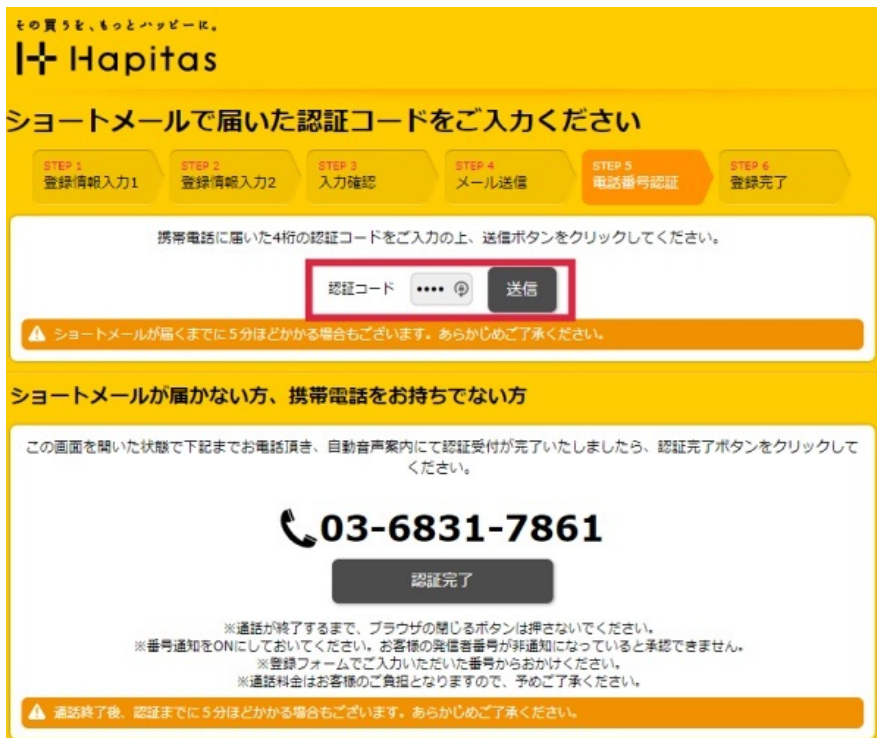 その買うを、もっとハッピーに。
Hapitas
ショートメールで届いた認証コードをご入力ください
STEP 1
登録情報入力1
STEP 2
登録情報入力2
STEP 3
入力確認
STEP 4
メール送信
STEP 5
電話番号認証
STEP 6
登録完了
携帯電話に届いた4桁の認証コードをご入力の上、送信ボタンをクリックしてください。
認証コード •••• 送信
ショートメールが届くまでに5分ほどかかる場合もございます。あらかじめご了承ください。
ショートメールが届かない方、携帯電話をお持ちでない方
この画面を開いた状態で下記までお電話頂き、自動音声案内にて認証受付が完了いたしましたら、認証完了ボタンをクリックして
ください。
03-6831-7861
認証完了
※通話が終了するまで、ブラウザの閉じるボタンは押さないでください。
※番号通知をONにしておいてください。お客様の発信者番号が非通知になっていると承認できません。
※登録フォームでご入力いただいた番号からおかけください。
※通話料金はお客様のご負担となりますので、予めご了承ください。
通話終了後、認証までに5分ほどかかる場合もございます。あらかじめご了承ください。